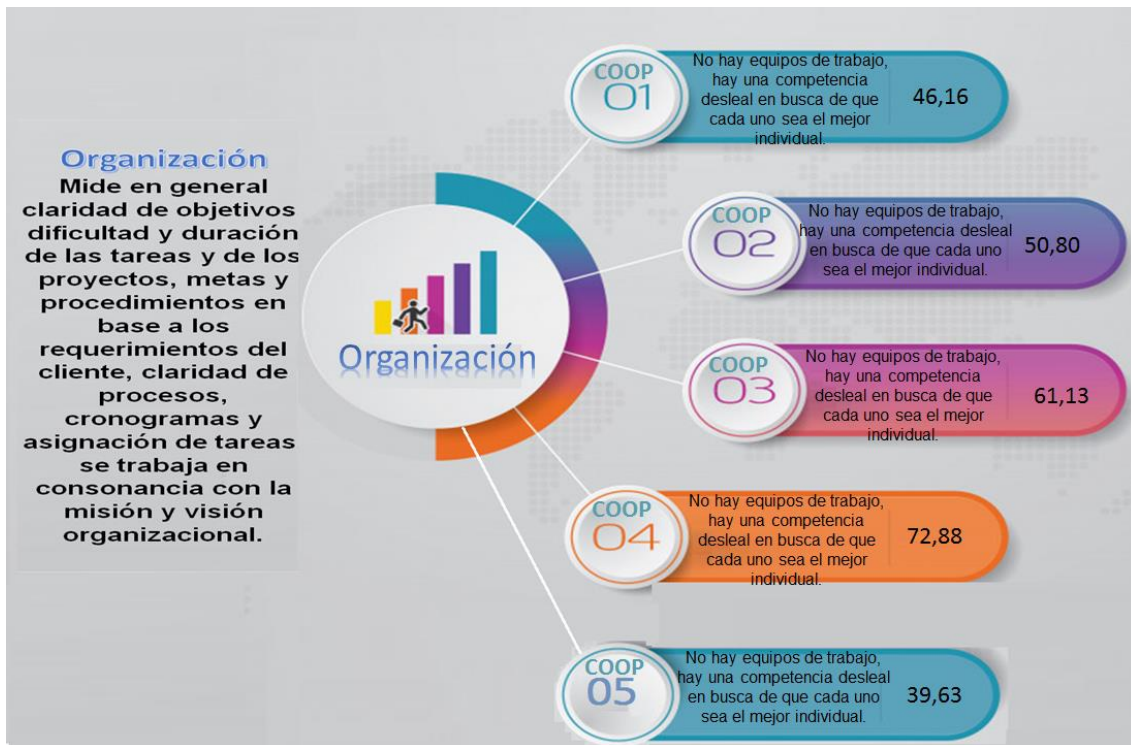 Organización
Mide en general
claridad de objetivos
dificultad y duración
de las tareas y de los
proyectos, metas y
procedimientos en
base a los
requerimientos del
cliente, claridad de
procesos,
cronogramas y
asignación de tareas
se trabaja en
consonancia con la
misión y visión
organizacional.
Organización
COOP
01
No hay equipos de trabajo,
hay una competencia
desleal en busca de que
cada uno sea el mejor
individual.
46,16
COOP
02
No hay equipos de trabajo,
hay una competencia desleal
en busca de que cada uno
sea el mejor individual.
50,80
COOP
03
No hay equipos de trabajo,
hay una competencia
desleal en busca de que
cada uno sea el mejor
individual.
61,13
COOP
04
No hay equipos de trabajo,
hay una competencia
desleal en busca de que
cada uno sea el mejor
individual.
72,88
COOP
05
No hay equipos de trabajo,
hay una competencia desleal
en busca de que cada uno
sea el mejor individual.
39,63